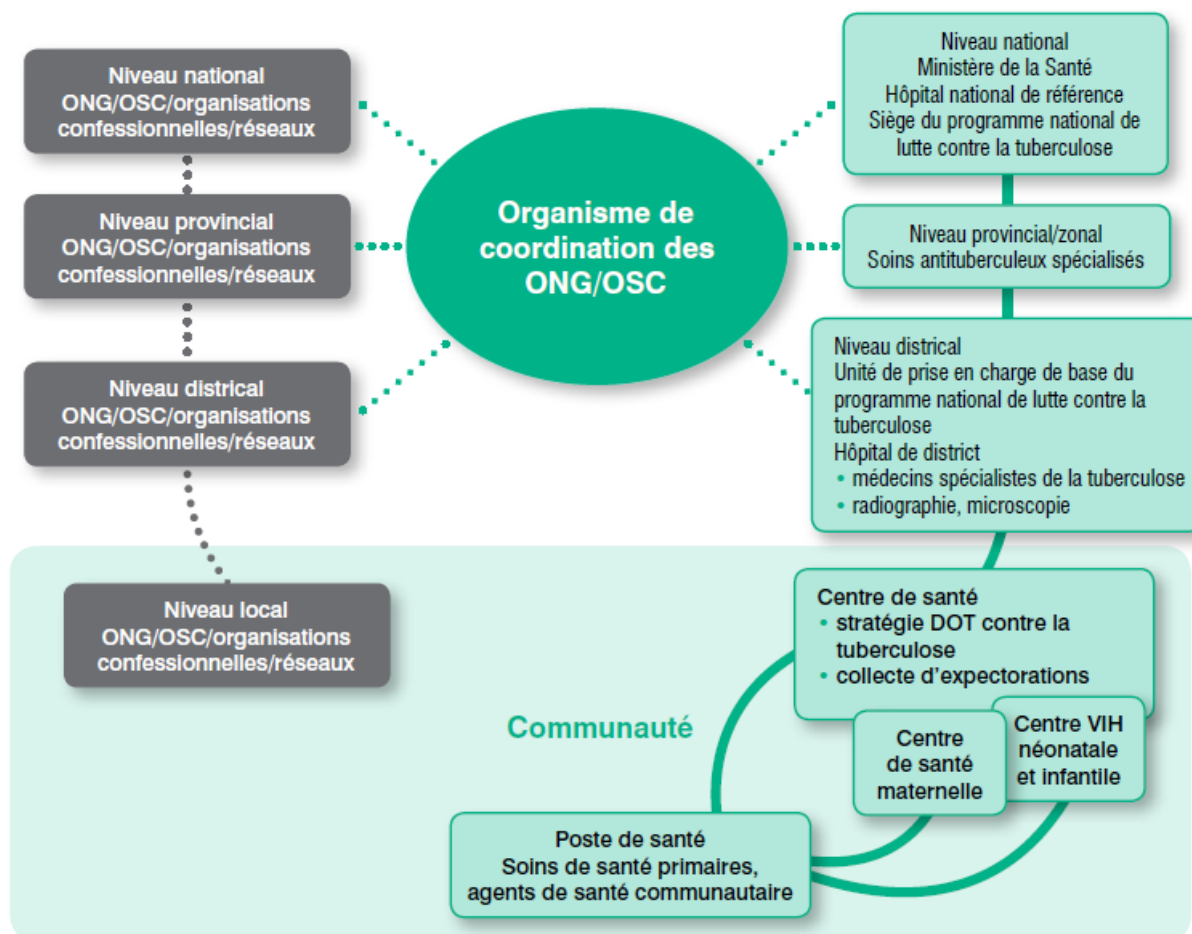 Niveau national
ONG/OSC/organisations
confessionnelles/réseaux
Niveau provincial
ONG/OSC/organisations
confessionnelles/réseaux
Niveau districal
ONG/OSC/organisations
confessionnelles/réseaux
Niveau local
ONG/OSC/organisations
confessionnelles/réseaux
Organisme de
coordination des
ONG/OSC
Niveau national
Ministère de la Santé
Hôpital national de référence
Siège du programme national de
lutte contre la tuberculose
Niveau provincial/zonal
Soins antituberculeux spécialisés
Niveau districal
Unité de prise en charge de base du
programme national de lutte contre la
tuberculose
Hôpital de district
• médecins spécialistes de la tuberculose
• radiographie, microscopie
Centre de santé
• stratégie DOT contre la
tuberculose
• collecte d'expectorations
Centre
de santé
maternelle
Centre VIH
néonatale
et infantile
Communauté
Poste de santé
Soins de santé primaires,
agents de santé communautaire